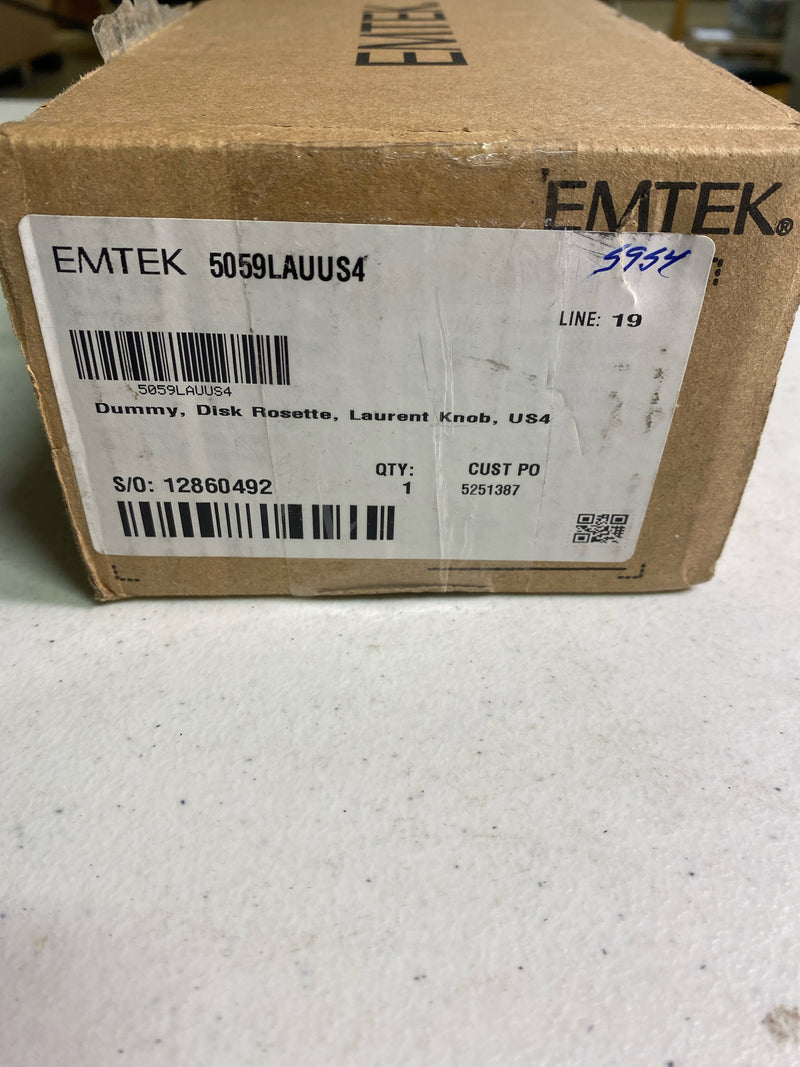 EMTEK
EMTEK®
EMTEK 5059LAUUS4
5954
LINE: 19
5059LAUUS4
Dummy, Disk Rosette, Laurent Knob, US4
QTY: CUST PO
S/O: 12860492 1 5251387